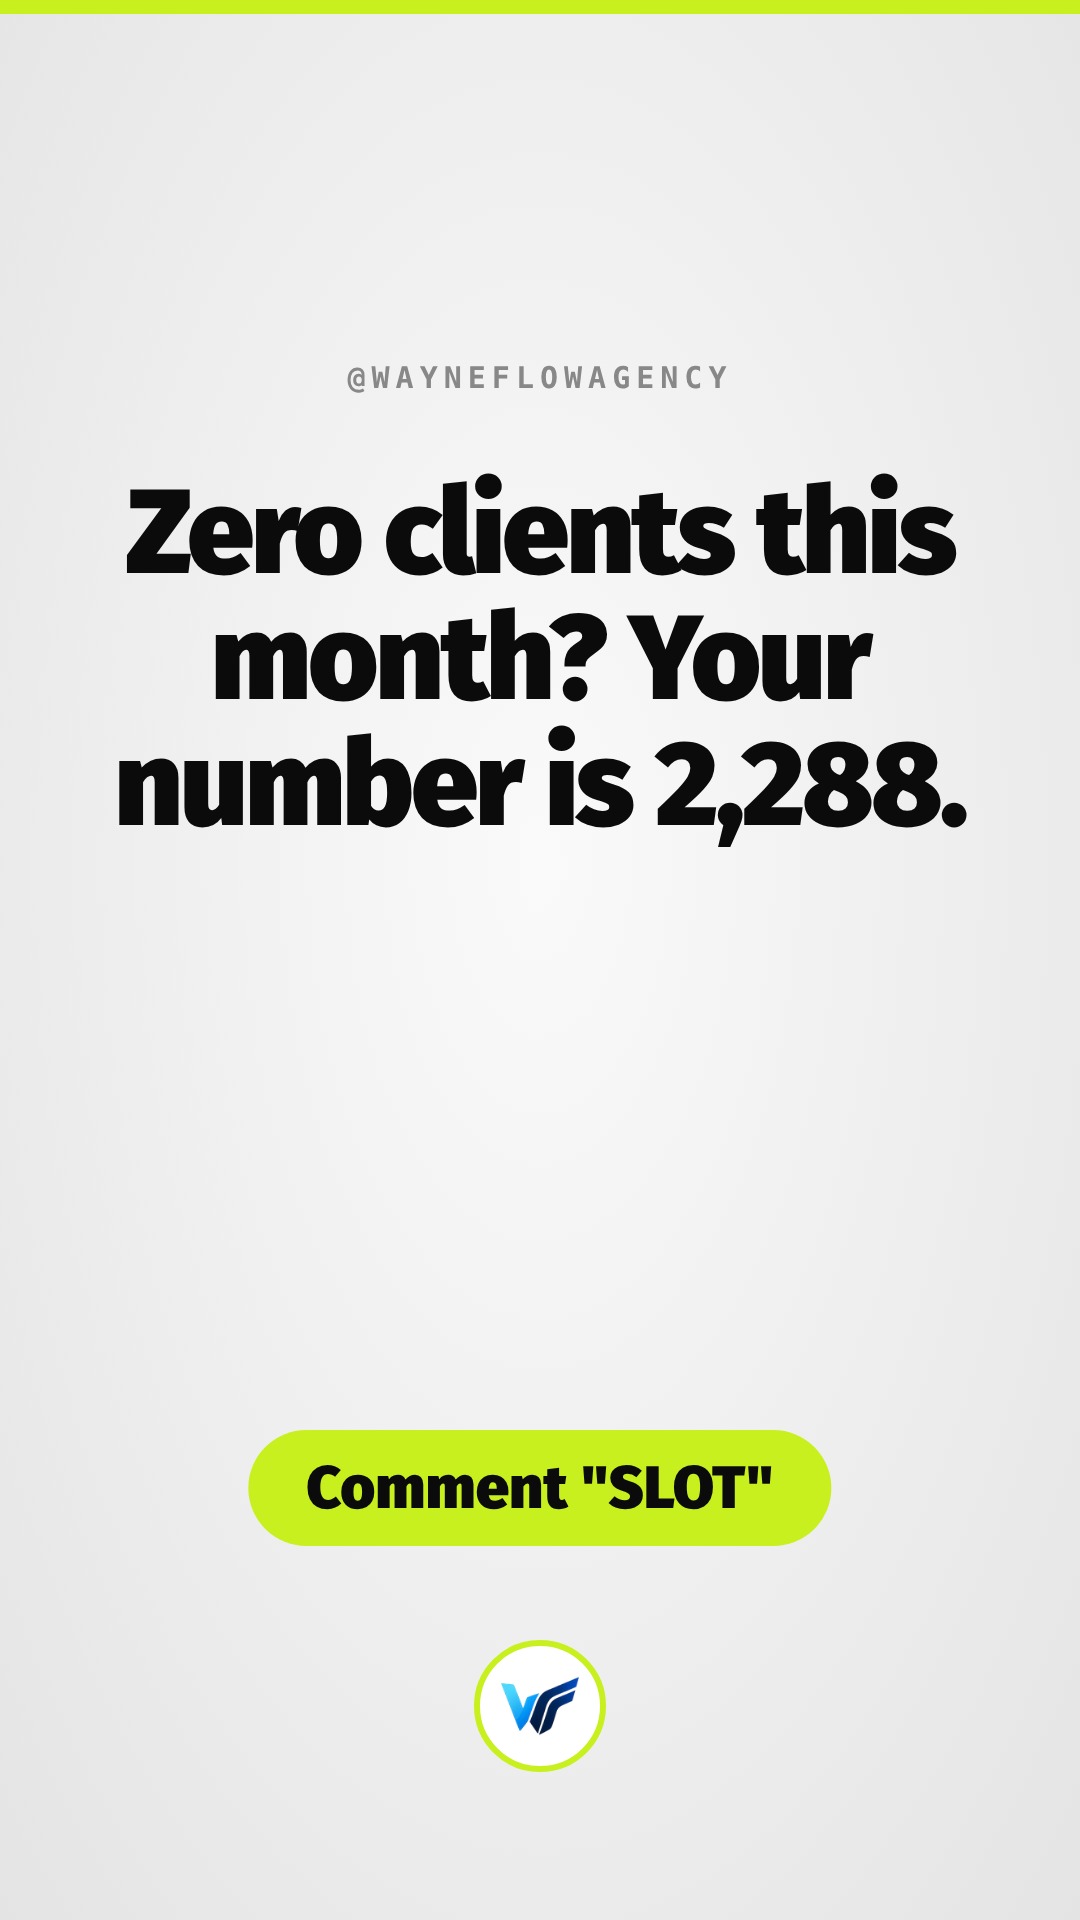 @WAYNEFLOWAGENCY
Zero clients this
month? Your
number is 2,288.
Comment "SLOT"